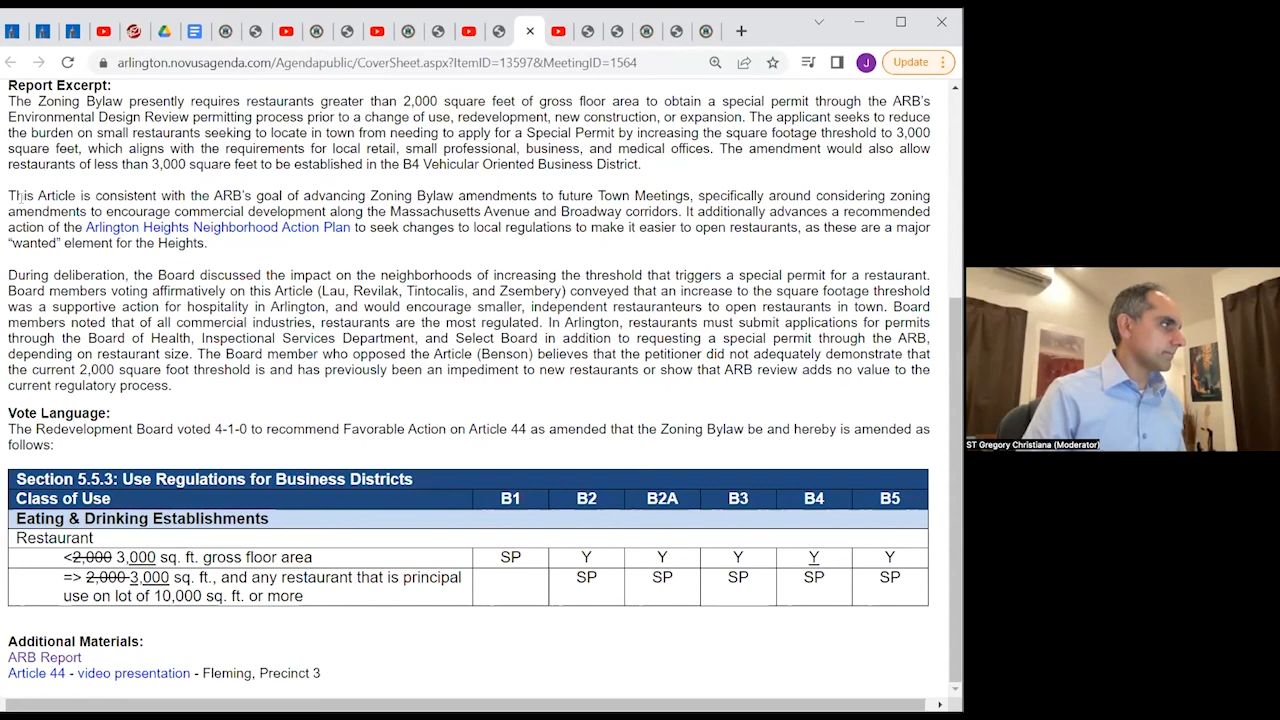 Update
arlington.novusagenda.com/Agendapublic/CoverSheet.aspx?ItemID=13597&MeetingID=1564
J
Report Excerpt:
The Zoning Bylaw presently requires restaurants greater than 2,000 square feet of gross floor area to obtain a special permit through the ARB's
Environmental Design Review permitting process prior to a change of use, redevelopment, new construction, or expansion. The applicant seeks to reduce
the burden on small restaurants seeking to locate in town from needing to apply for a Special Permit by increasing the square footage threshold to 3,000
square feet, which aligns with the requirements for local retail, small professional, business, and medical offices. The amendment would also allow
restaurants of less than 3,000 square feet to be established in the B4 Vehicular Oriented Business District.
This Article is consistent with the ARB's goal of advancing Zoning Bylaw amendments to future Town Meetings, specifically around considering zoning
amendments to encourage commercial development along the Massachusetts Avenue and Broadway corridors. It additionally advances a recommended
action of the Arlington Heights Neighborhood Action Plan to seek changes to local regulations to make it easier to open restaurants, as these are a major
“wanted” element for the Heights.
During deliberation, the Board discussed the impact on the neighborhoods of increasing the threshold that triggers a special permit for a restaurant.
Board members voting affirmatively on this Article (Lau, Revilak, Tintocalis, and Zsembery) conveyed that an increase to the square footage threshold
was a supportive action for hospitality in Arlington, and would encourage smaller, independent restauranteurs to open restaurants in town. Board
members noted that of all commercial industries, restaurants are the most regulated. In Arlington, restaurants must submit applications for permits
through the Board of Health, Inspectional Services Department, and Select Board in addition to requesting a special permit through the ARB,
depending on restaurant size. The Board member who opposed the Article (Benson) believes that the petitioner did not adequately demonstrate that
the current 2,000 square foot threshold is and has previously been an impediment to new restaurants or show that ARB review adds no value to the
current regulatory process.
Vote Language:
The Redevelopment Board voted 4-1-0 to recommend Favorable Action on Article 44 as amended that the Zoning Bylaw be and hereby is amended as
follows:
Section 5.5.3: Use Regulations for Business Districts
Class of Use B1 B2 B2A B3 B4 B5
Eating & Drinking Establishments
Restaurant
<2,000 3,000 sq. ft. gross floor area SP Y Y Y Y Y
=> 2,000 3,000 sq. ft., and any restaurant that is principal SP SP SP SP SP
use on lot of 10,000 sq. ft. or more
Additional Materials:
ARB Report
Article 44 - video presentation - Fleming, Precinct 3
ST Gregory Christiana (Moderator)